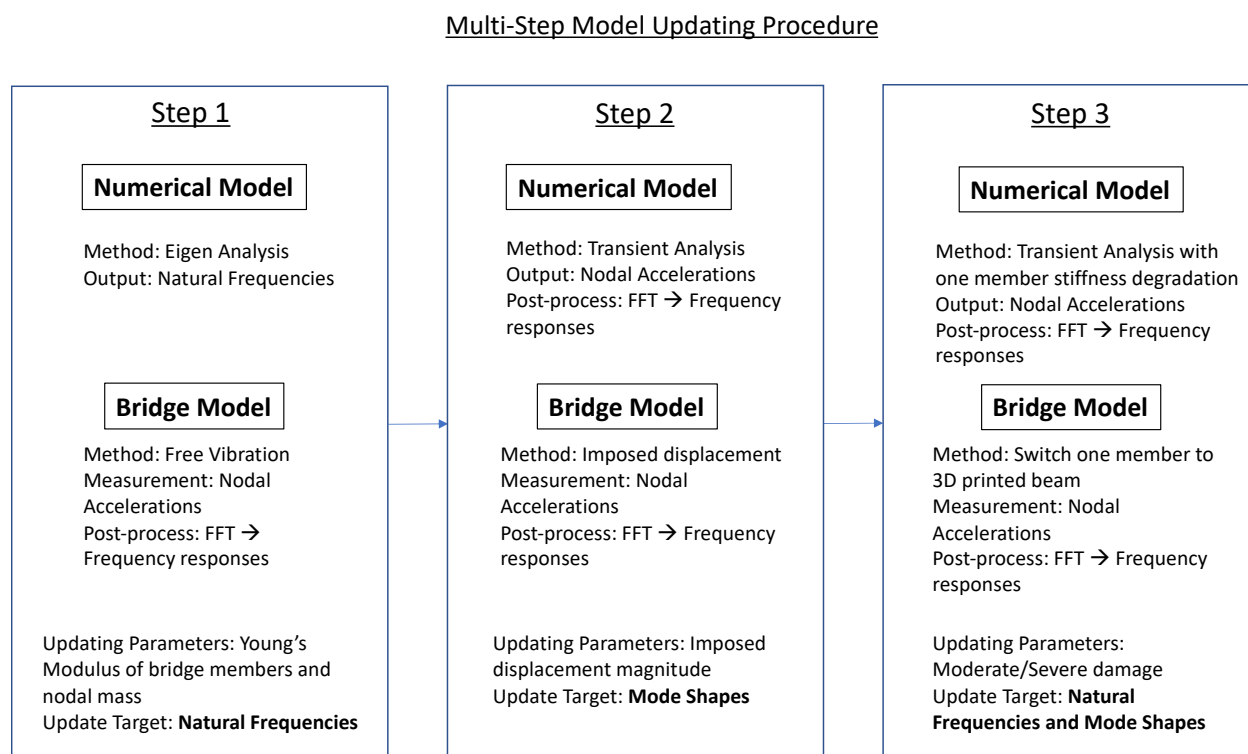 Multi-Step Model Updating Procedure
Step 1
Numerical Model
Method: Eigen Analysis
Output: Natural Frequencies
Bridge Model
Method: Free Vibration
Measurement: Nodal
Accelerations
Post-process: FFT →
Frequency responses
Updating Parameters: Young’s
Modulus of bridge members and
nodal mass
Update Target: Natural Frequencies
Step 2
Numerical Model
Method: Transient Analysis
Output: Nodal Accelerations
Post-process: FFT → Frequency
responses
Bridge Model
Method: Imposed displacement
Measurement: Nodal
Accelerations
Post-process: FFT → Frequency
responses
Updating Parameters: Imposed
displacement magnitude
Update Target: Mode Shapes
Step 3
Numerical Model
Method: Transient Analysis with
one member stiffness degradation
Output: Nodal Accelerations
Post-process: FFT → Frequency
responses
Bridge Model
Method: Switch one member to
3D printed beam
Measurement: Nodal
Accelerations
Post-process: FFT → Frequency
responses
Updating Parameters:
Moderate/Severe damage
Update Target: Natural
Frequencies and Mode Shapes